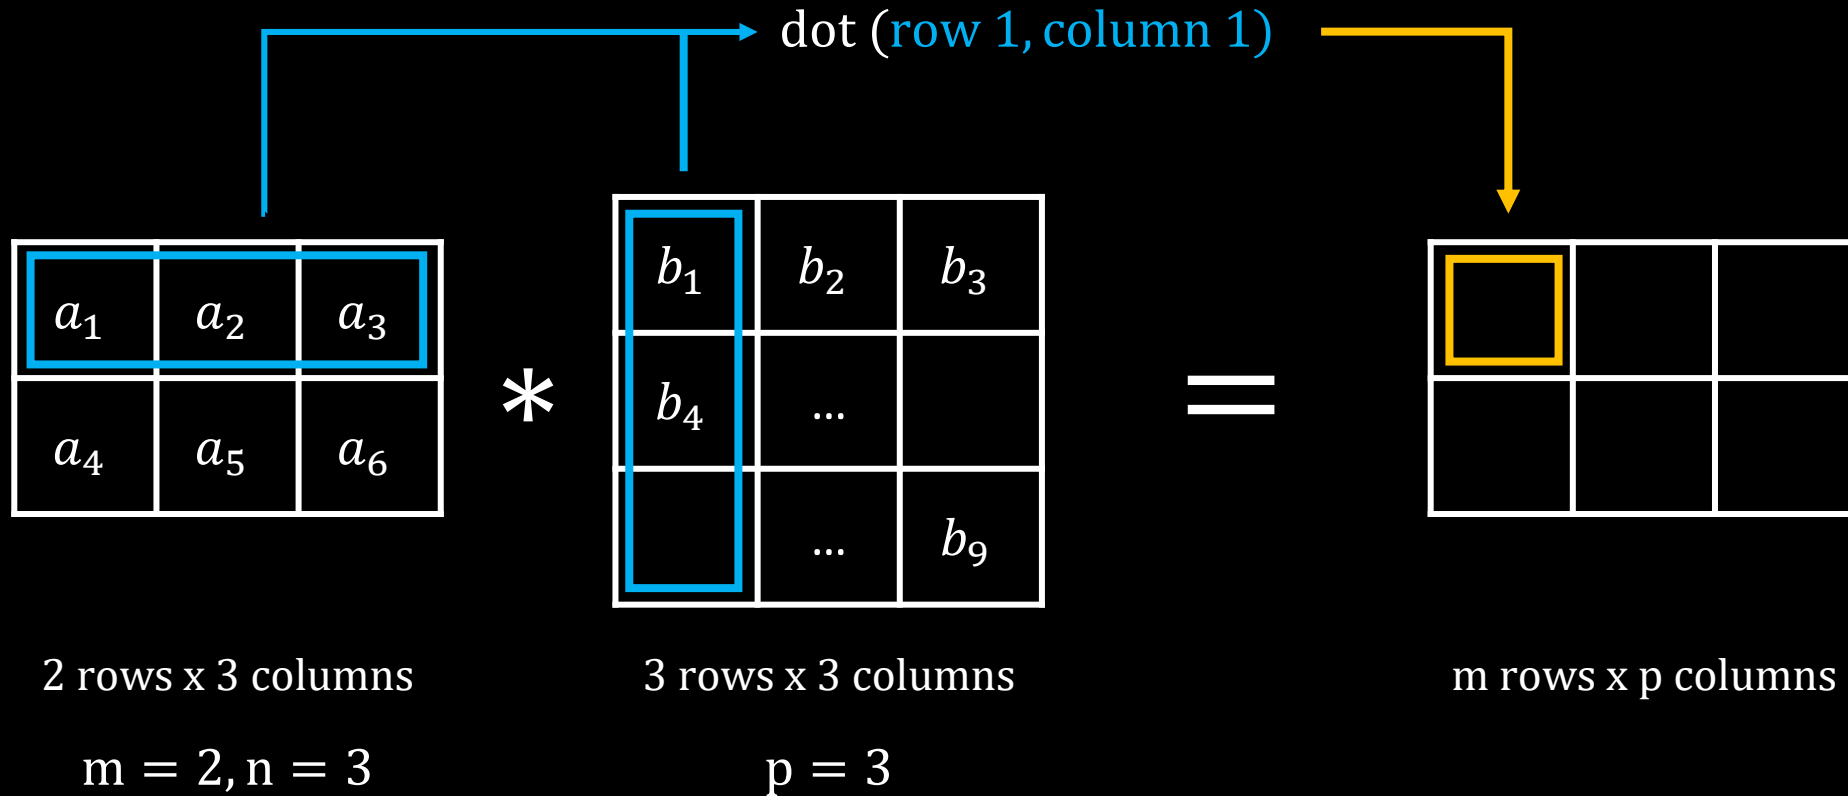 dot (row 1, column 1)
a₁ a₂ a₃
a₄ a₅ a₆
*
b₁ b₂ b₃
b₄ ...
... b₉
=
2 rows x 3 columns
3 rows x 3 columns
m rows x p columns
m = 2, n = 3
p = 3